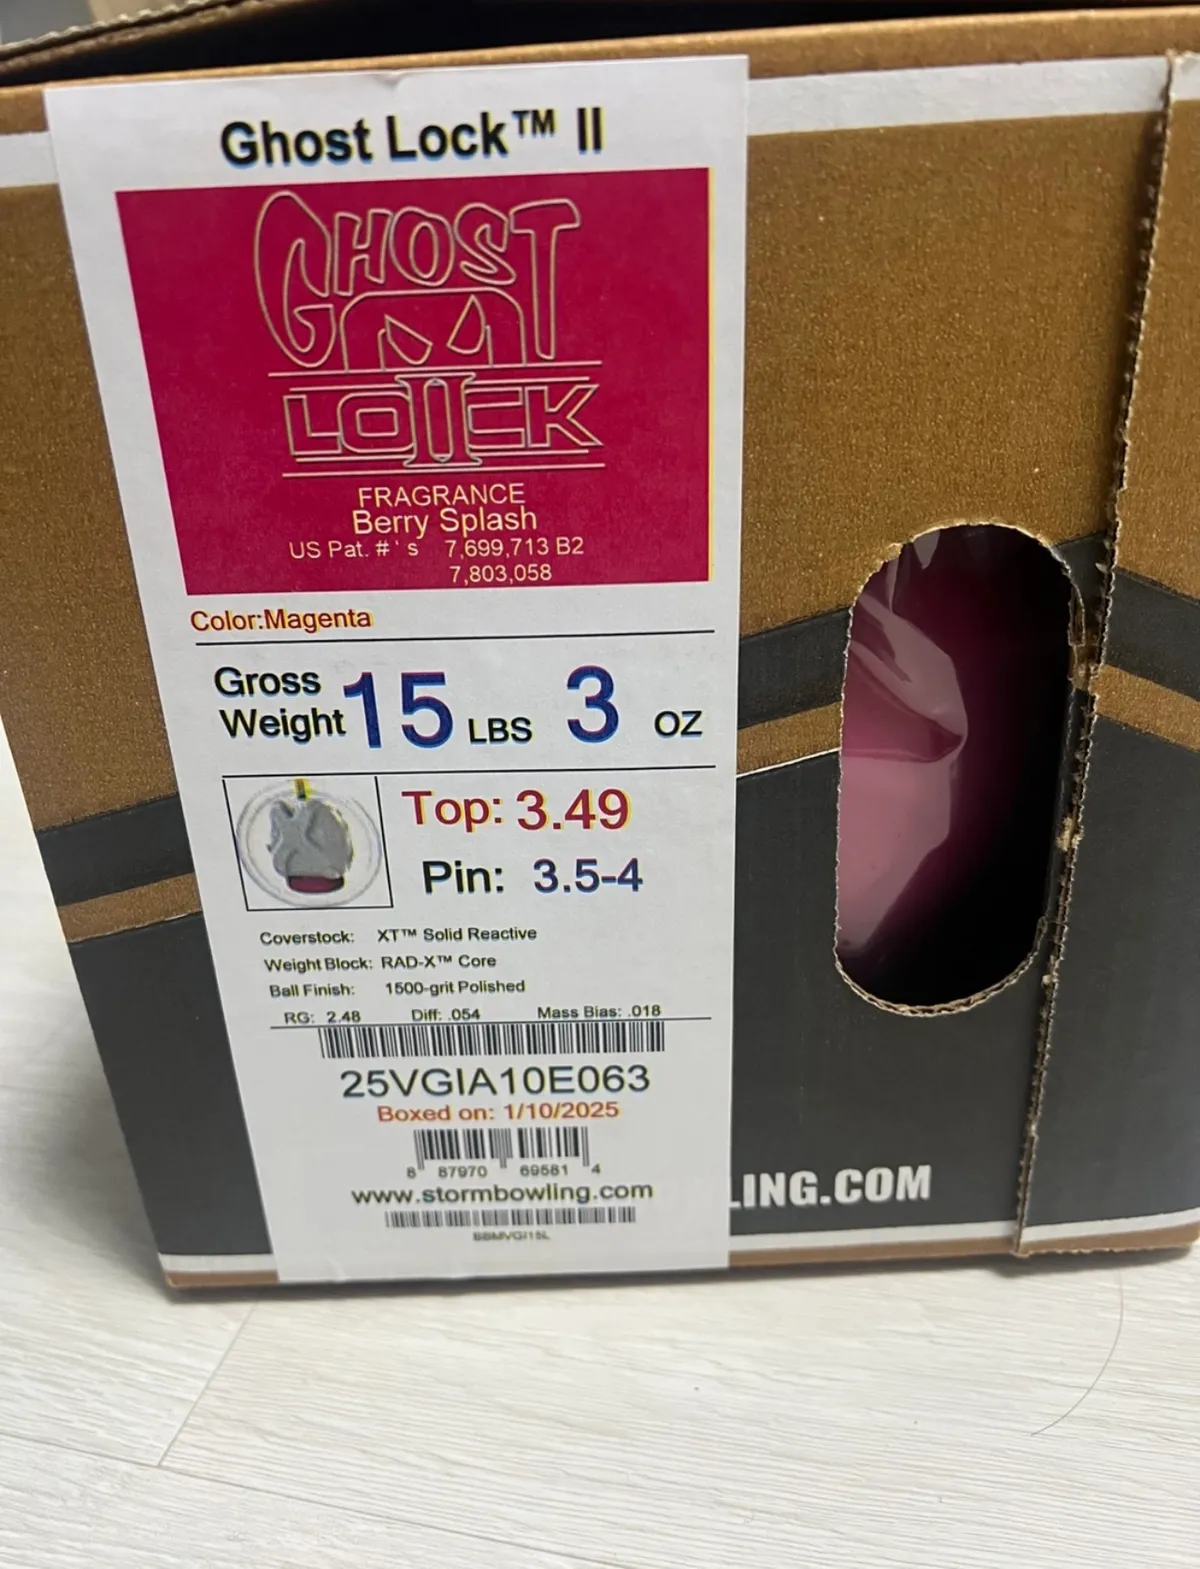 Ghost Lock™ II
GHOST
LOIICK
FRAGRANCE
Berry Splash
US Pat. #'s 7,699,713 B2
7,803,058
Color:Magenta
Gross Weight 15 LBS 3 OZ
Top: 3.49
Pin: 3.5-4
Coverstock: XT™ Solid Reactive
Weight Block: RAD-X™ Core
Ball Finish: 1500-grit Polished
RG: 2.48 Diff: .054 Mass Bias: .018
25VGIA10E063
Boxed on: 1/10/2025
8 87970 69581 4
www.stormbowling.com
BBMVGI15L
LING.COM